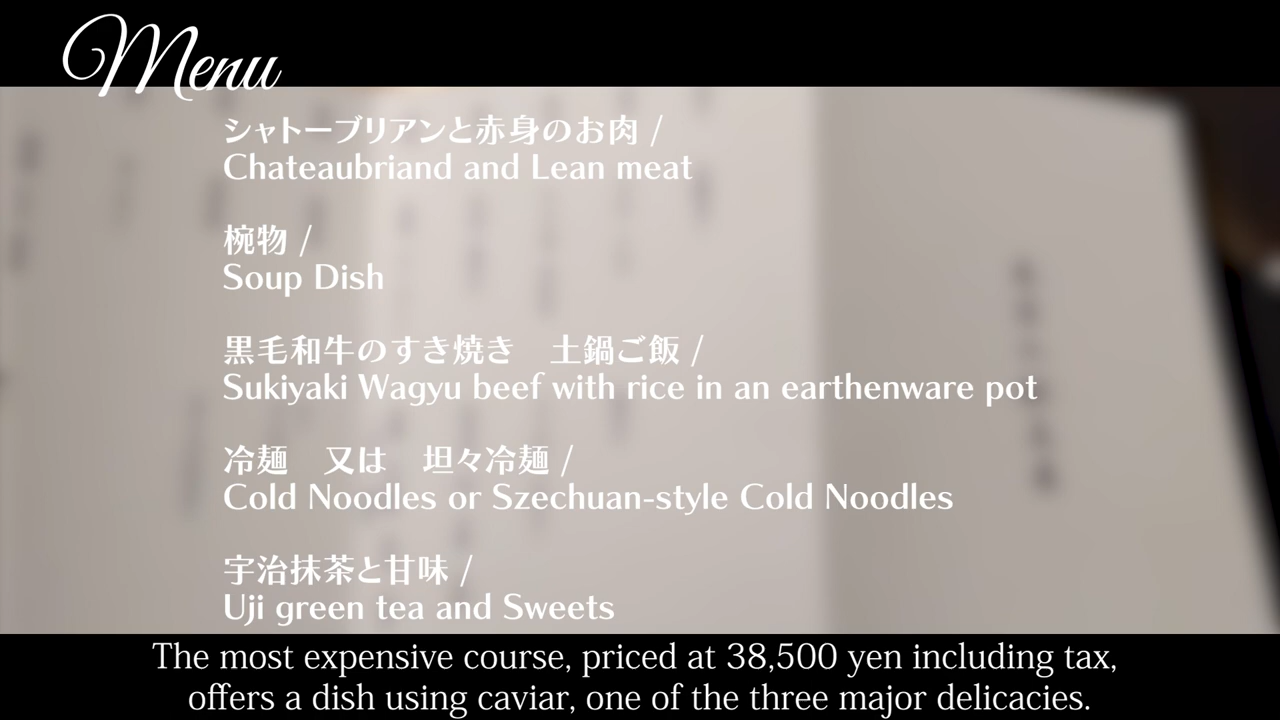 Menu
シャトーブリアンと赤身のお肉 /
Chateaubriand and Lean meat
椀物 /
Soup Dish
黒毛和牛のすき焼き　土鍋ご飯 /
Sukiyaki Wagyu beef with rice in an earthenware pot
冷麺　又は　坦々冷麺 /
Cold Noodles or Szechuan-style Cold Noodles
宇治抹茶と甘味 /
Uji green tea and Sweets
The most expensive course, priced at 38,500 yen including tax,
offers a dish using caviar, one of the three major delicacies.